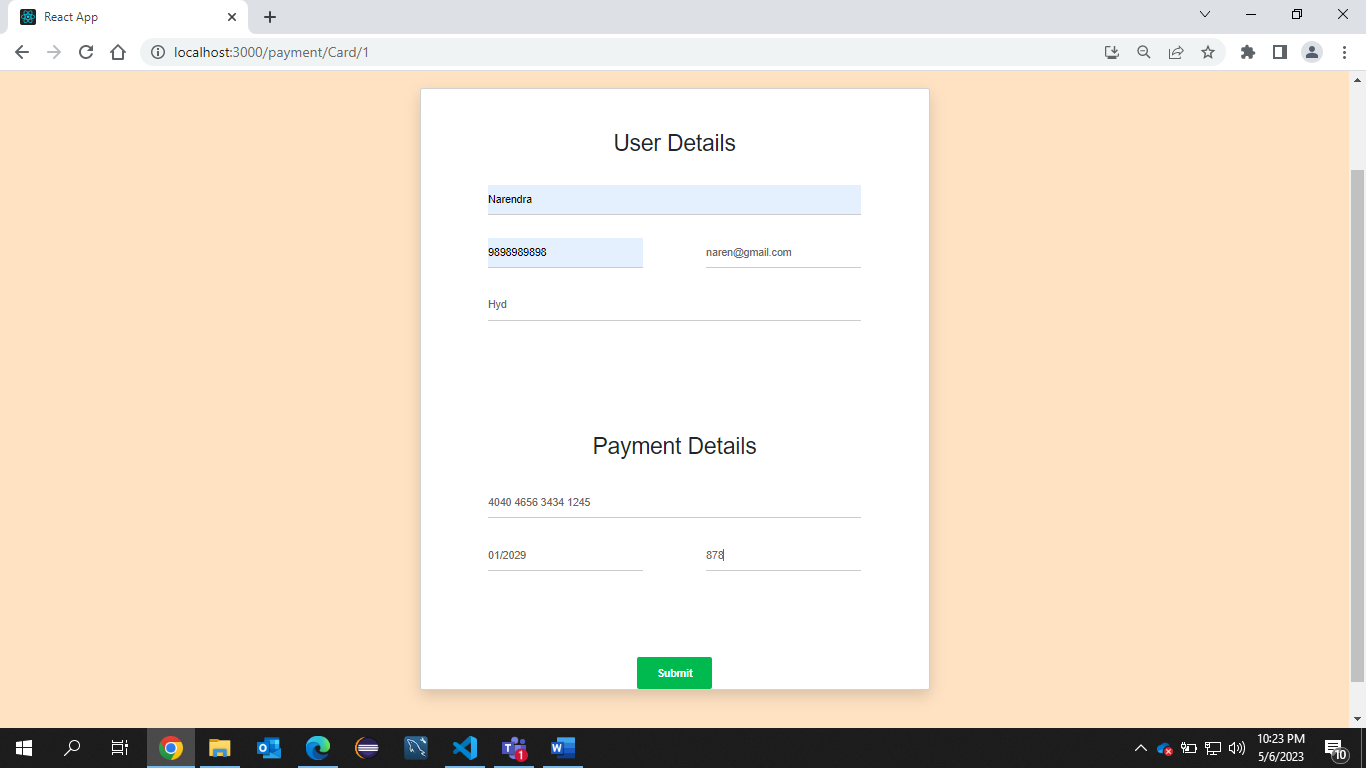 React App
localhost:3000/payment/Card/1
User Details
Narendra
9898989898 naren@gmail.com
Hyd
Payment Details
4040 4656 3434 1245
01/2029 878
Submit
1
10:23 PM
5/6/2023
10